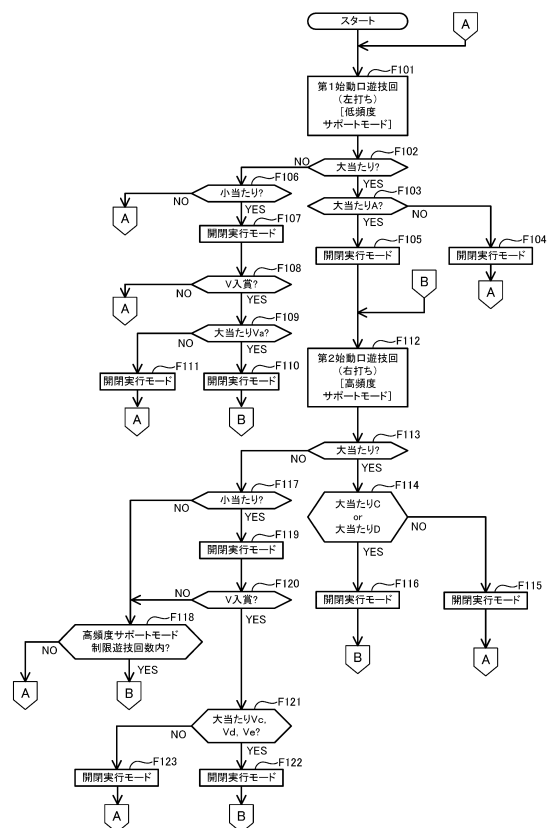 スタート
A
F101
第1始動口遊技回
(左打ち)
[低頻度
サポートモード]
F102
大当たり?
NO
YES
F106
小当たり?
NO
YES
A
F103
大当たりA?
NO
YES
F107
開閉実行モード
F105
開閉実行モード
F104
開閉実行モード
A
F108
V入賞?
NO
YES
A
B
F109
大当たりVa?
NO
YES
F111
開閉実行モード
F110
開閉実行モード
A
B
F112
第2始動口遊技回
(右打ち)
[高頻度
サポートモード]
F113
大当たり?
NO
YES
F117
小当たり?
NO
YES
F114
大当たりC
or
大当たりD
NO
YES
F119
開閉実行モード
F120
V入賞?
NO
YES
F116
開閉実行モード
F115
開閉実行モード
B
A
F118
高頻度サポートモード
制限遊技回数内?
NO
YES
A
B
F121
大当たりVc,
Vd, Ve?
NO
YES
F123
開閉実行モード
F122
開閉実行モード
A
B